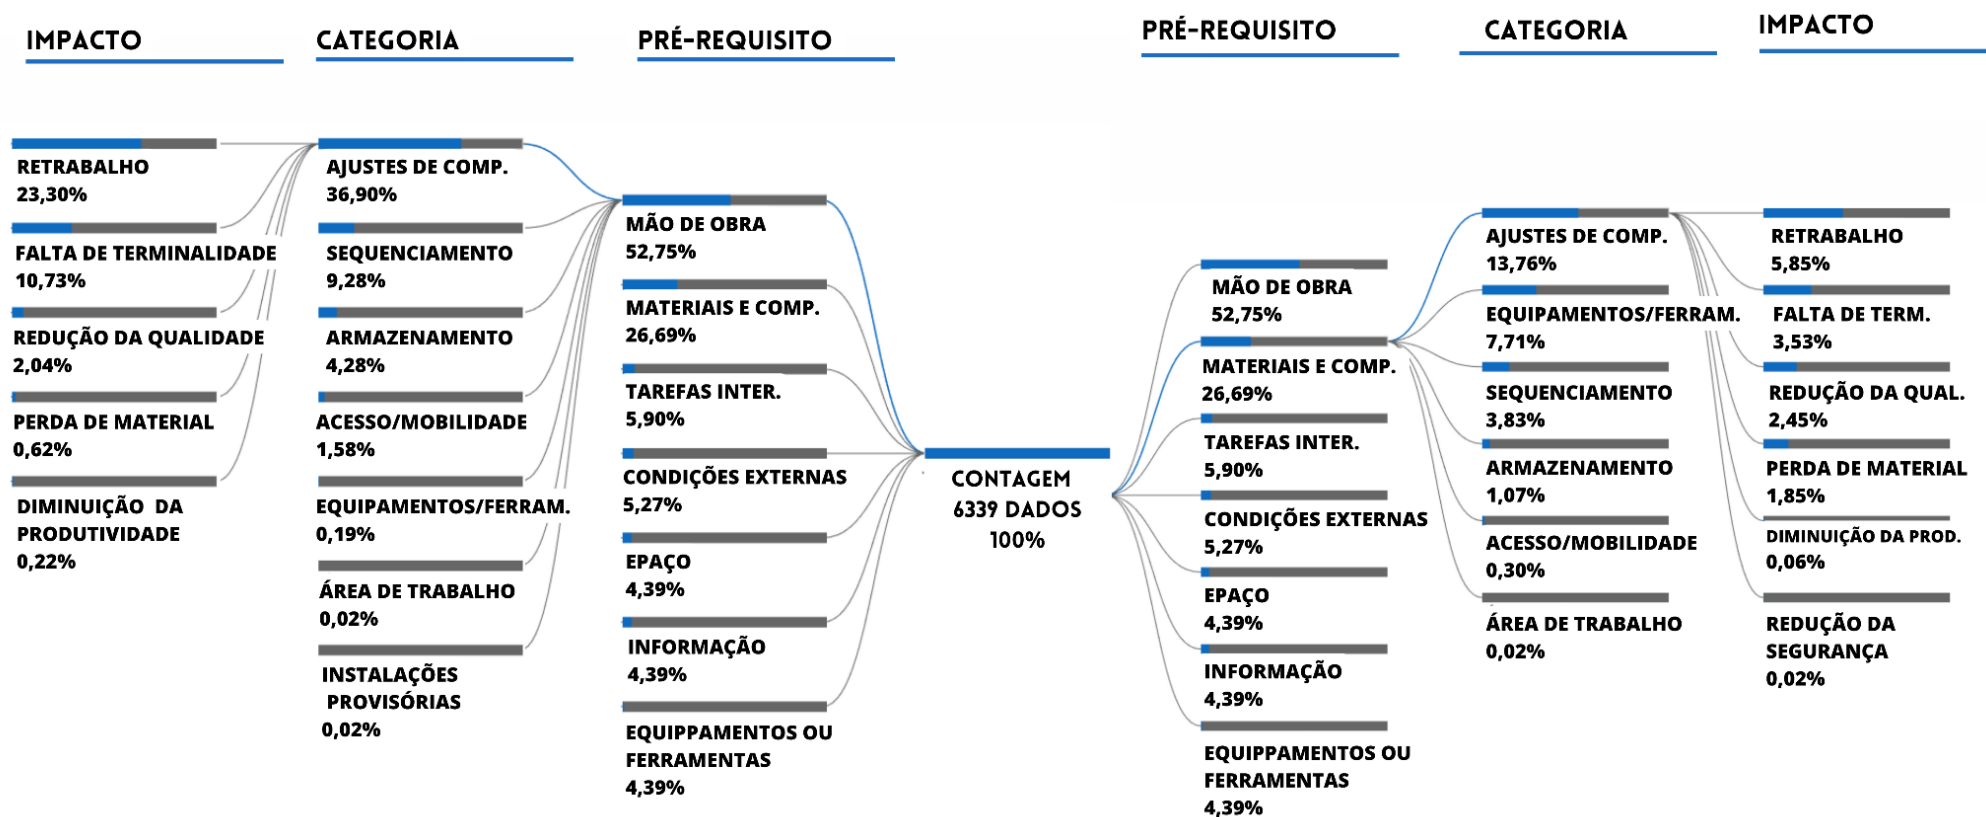 IMPACTO
CATEGORIA
PRÉ-REQUISITO
PRÉ-REQUISITO
CATEGORIA
IMPACTO
RETRABALHO
23,30%
FALTA DE TERMINALIDADE
10,73%
REDUÇÃO DA QUALIDADE
2,04%
PERDA DE MATERIAL
0,62%
DIMINUIÇÃO DA
PRODUTIVIDADE
0,22%
AJUSTES DE COMP.
36,90%
SEQUENCIAMENTO
9,28%
ARMAZENAMENTO
4,28%
ACESSO/MOBILIDADE
1,58%
EQUIPAMENTOS/FERRAM.
0,19%
ÁREA DE TRABALHO
0,02%
INSTALAÇÕES
PROVISÓRIAS
0,02%
MÃO DE OBRA
52,75%
MATERIAIS E COMP.
26,69%
TAREFAS INTER.
5,90%
CONDIÇÕES EXTERNAS
5,27%
EPAÇO
4,39%
INFORMAÇÃO
4,39%
EQUIPPAMENTOS OU
FERRAMENTAS
4,39%
CONTAGEM
6339 DADOS
100%
MÃO DE OBRA
52,75%
MATERIAIS E COMP.
26,69%
TAREFAS INTER.
5,90%
CONDIÇÕES EXTERNAS
5,27%
EPAÇO
4,39%
INFORMAÇÃO
4,39%
EQUIPPAMENTOS OU
FERRAMENTAS
4,39%
AJUSTES DE COMP.
13,76%
EQUIPAMENTOS/FERRAM.
7,71%
SEQUENCIAMENTO
3,83%
ARMAZENAMENTO
1,07%
ACESSO/MOBILIDADE
0,30%
ÁREA DE TRABALHO
0,02%
RETRABALHO
5,85%
FALTA DE TERM.
3,53%
REDUÇÃO DA QUAL.
2,45%
PERDA DE MATERIAL
1,85%
DIMINUIÇÃO DA PROD.
0,06%
REDUÇÃO DA
SEGURANÇA
0,02%